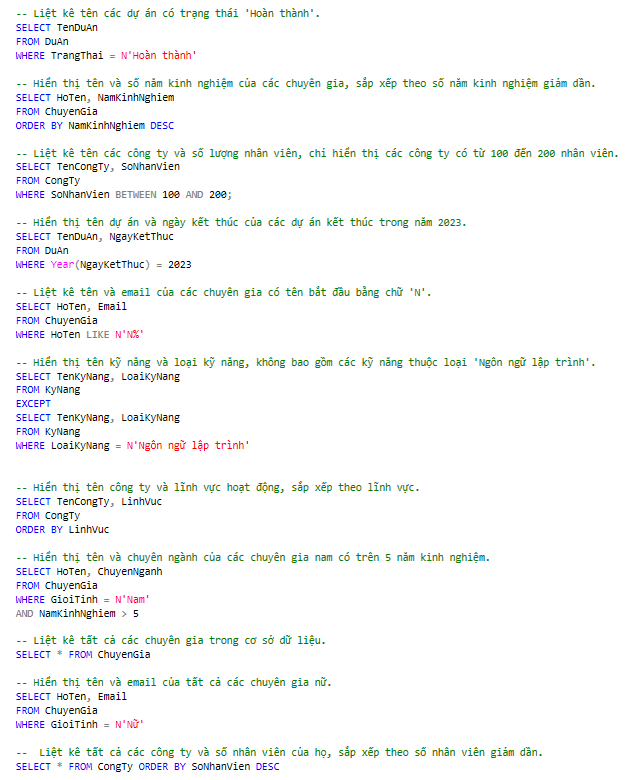 -- Liệt kê tên các dự án có trạng thái 'Hoàn thành'.
SELECT TenDuAn
FROM DuAn
WHERE TrangThai = N'Hoàn thành'
-- Hiển thị tên và số năm kinh nghiệm của các chuyên gia, sắp xếp theo số năm kinh nghiệm giảm dần.
SELECT HoTen, NamKinhNghiem
FROM ChuyenGia
ORDER BY NamKinhNghiem DESC
-- Liệt kê tên các công ty và số lượng nhân viên, chỉ hiển thị các công ty có từ 100 đến 200 nhân viên.
SELECT TenCongTy, SoNhanVien
FROM CongTy
WHERE SoNhanVien BETWEEN 100 AND 200;
-- Hiển thị tên dự án và ngày kết thúc của các dự án kết thúc trong năm 2023.
SELECT TenDuAn, NgayKetThuc
FROM DuAn
WHERE Year(NgayKetThuc) = 2023
-- Liệt kê tên và email của các chuyên gia có tên bắt đầu bằng chữ 'N'.
SELECT HoTen, Email
FROM ChuyenGia
WHERE HoTen LIKE N'N%'
-- Hiển thị tên kỹ năng và loại kỹ năng, không bao gồm các kỹ năng thuộc loại 'Ngôn ngữ lập trình'.
SELECT TenKyNang, LoaiKyNang
FROM KyNang
EXCEPT
SELECT TenKyNang, LoaiKyNang
FROM KyNang
WHERE LoaiKyNang = N'Ngôn ngữ lập trình'
-- Hiển thị tên công ty và lĩnh vực hoạt động, sắp xếp theo lĩnh vực.
SELECT TenCongTy, LinhVuc
FROM CongTy
ORDER BY LinhVuc
-- Hiển thị tên và chuyên ngành của các chuyên gia nam có trên 5 năm kinh nghiệm.
SELECT HoTen, ChuyenNganh
FROM ChuyenGia
WHERE GioiTinh = N'Nam'
AND NamKinhNghiem > 5
-- Liệt kê tất cả các chuyên gia trong cơ sở dữ liệu.
SELECT * FROM ChuyenGia
-- Hiển thị tên và email của tất cả các chuyên gia nữ.
SELECT HoTen, Email
FROM ChuyenGia
WHERE GioiTinh = N'Nữ'
--  Liệt kê tất cả các công ty và số nhân viên của họ, sắp xếp theo số nhân viên giảm dần.
SELECT * FROM CongTy ORDER BY SoNhanVien DESC